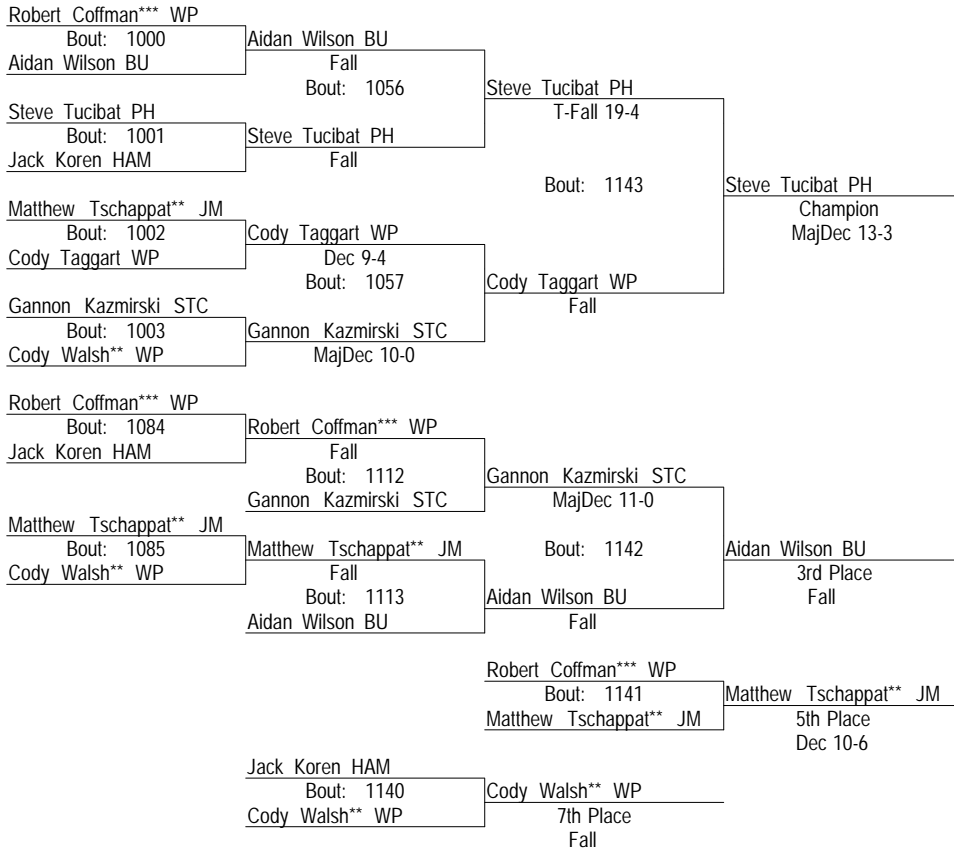 Robert Coffman*** WP
Bout: 1000
Aidan Wilson BU
Aidan Wilson BU
Fall
Bout: 1056
Steve Tucibat PH
T-Fall 19-4
Steve Tucibat PH
Bout: 1001
Jack Koren HAM
Steve Tucibat PH
Fall
Bout: 1143
Steve Tucibat PH
Champion
MajDec 13-3
Matthew Tschappat** JM
Bout: 1002
Cody Taggart WP
Cody Taggart WP
Dec 9-4
Bout: 1057
Cody Taggart WP
Fall
Gannon Kazmirski STC
Bout: 1003
Cody Walsh** WP
Gannon Kazmirski STC
MajDec 10-0
Robert Coffman*** WP
Bout: 1084
Jack Koren HAM
Robert Coffman*** WP
Fall
Bout: 1112
Gannon Kazmirski STC
Gannon Kazmirski STC
MajDec 11-0
Matthew Tschappat** JM
Bout: 1085
Cody Walsh** WP
Matthew Tschappat** JM
Fall
Bout: 1113
Aidan Wilson BU
Bout: 1142
Aidan Wilson BU
Fall
Aidan Wilson BU
3rd Place
Fall
Robert Coffman*** WP
Bout: 1141
Matthew Tschappat** JM
Matthew Tschappat** JM
5th Place
Dec 10-6
Jack Koren HAM
Bout: 1140
Cody Walsh** WP
Cody Walsh** WP
7th Place
Fall